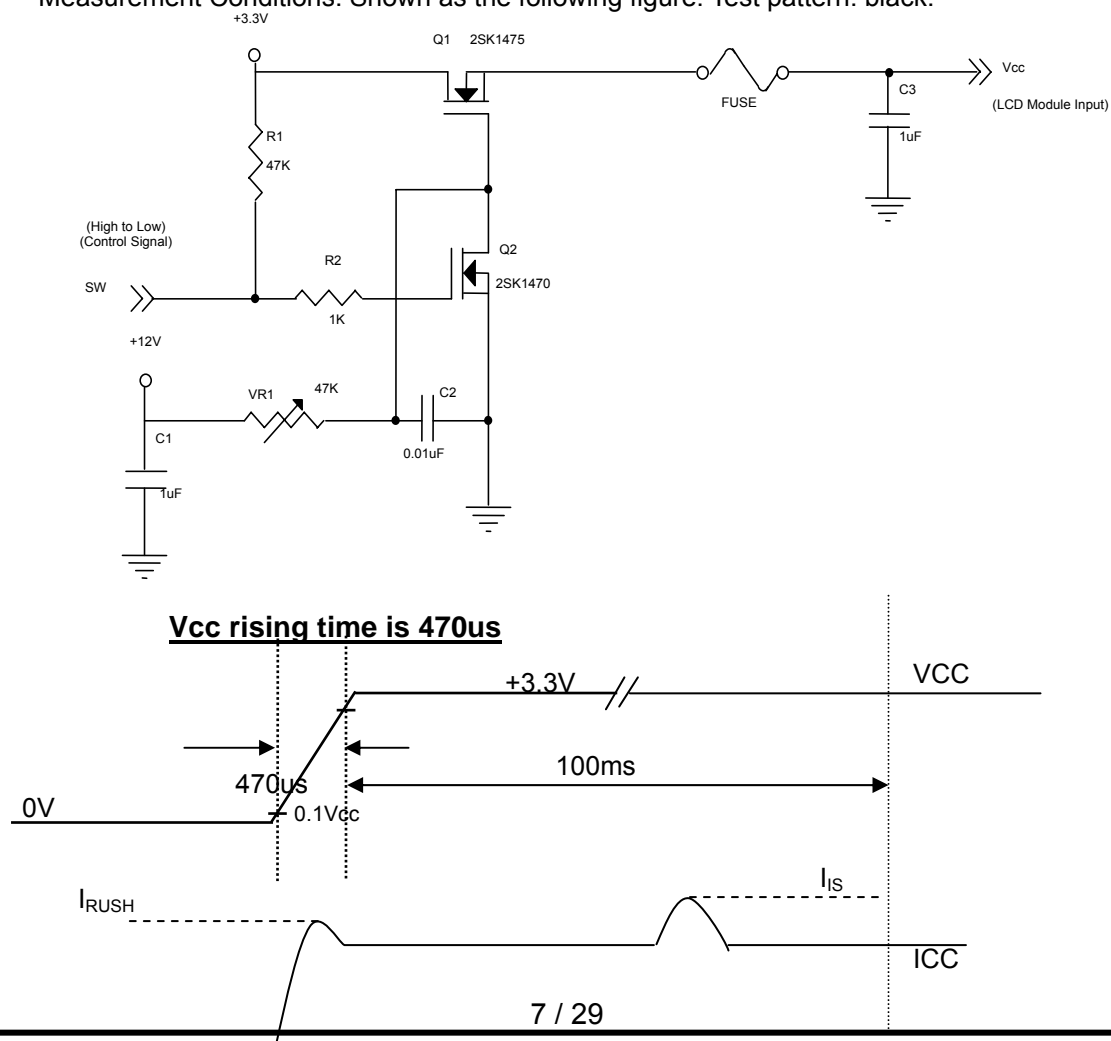 Measurement Conditions: Shown as the following figure. Test pattern: black.
+3.3V
Q1 2SK1475
Vcc
FUSE
C3
(LCD Module Input)
R1
1uF
47K
(High to Low)
(Control Signal)
R2
Q2
SW
2SK1470
1K
+12V
VR1
47K
C2
C1
0.01uF
1uF
Vcc rising time is 470us
+3.3V
VCC
100ms
470us
0V
0.1Vcc
IRUSH
IIS
ICC
7 / 29